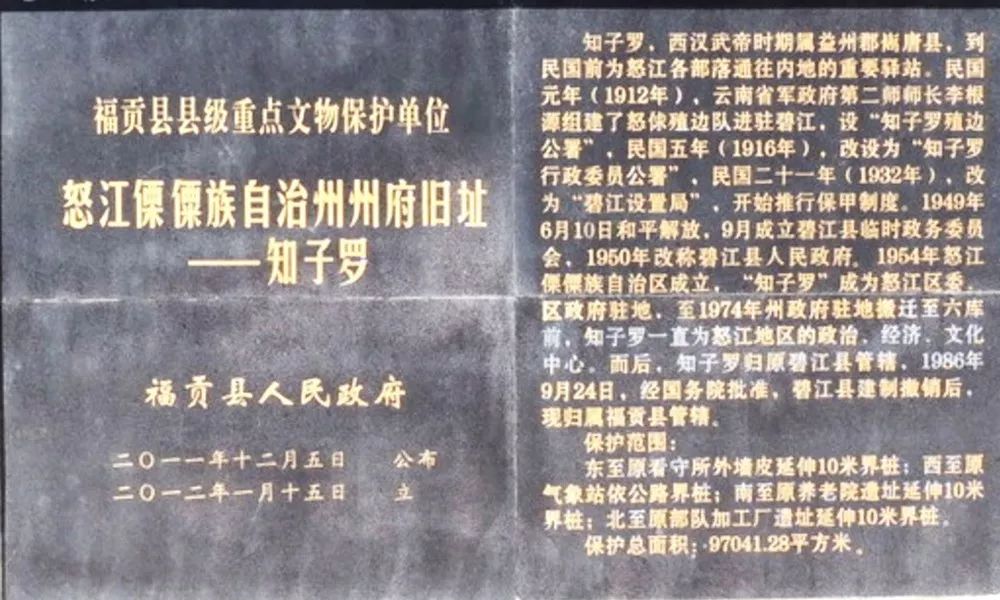 福贡县县级重点文物保护单位
怒江傈僳族自治州州府旧址
——知子罗
福贡县人民政府
二〇一一年十二月五日 公布
二〇一二年一月十五日 立
知子罗，西汉武帝时期属益州郡嶲唐县，到
民国前为怒江各部落通往内地的重要驿站。民国
元年（1912年），云南省军政府第二师师长李根
源组建了怒俅殖边队进驻碧江，设“知子罗殖边
公署”，民国五年（1916年），改设为“知子罗
行政委员公署”，民国二十一年（1932年），改
为“碧江设置局”，开始推行保甲制度。1949年
6月10日和平解放，9月成立碧江县临时政务委员
会，1950年改称碧江县人民政府。1954年怒江
傈僳族自治区成立，“知子罗”成为怒江区委、
区政府驻地，至1974年州政府驻地搬迁至六库
前，知子罗一直为怒江地区的政治、经济、文化
中心。而后，知子罗归原碧江县管辖，1986年
9月24日，经国务院批准，碧江县建制撤销后，
现归属福贡县管辖。
保护范围：
东至原看守所外墙皮延伸10米界桩；西至原
气象站依公路界桩；南至原养老院遗址延伸10米
界桩；北至原部队加工厂遗址延伸10米界桩。
保护总面积：97041.28平方米。